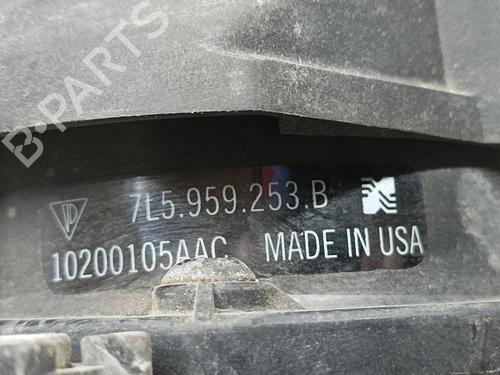 B-PARTS
7L5.959.253.B
10200105AAC MADE IN USA